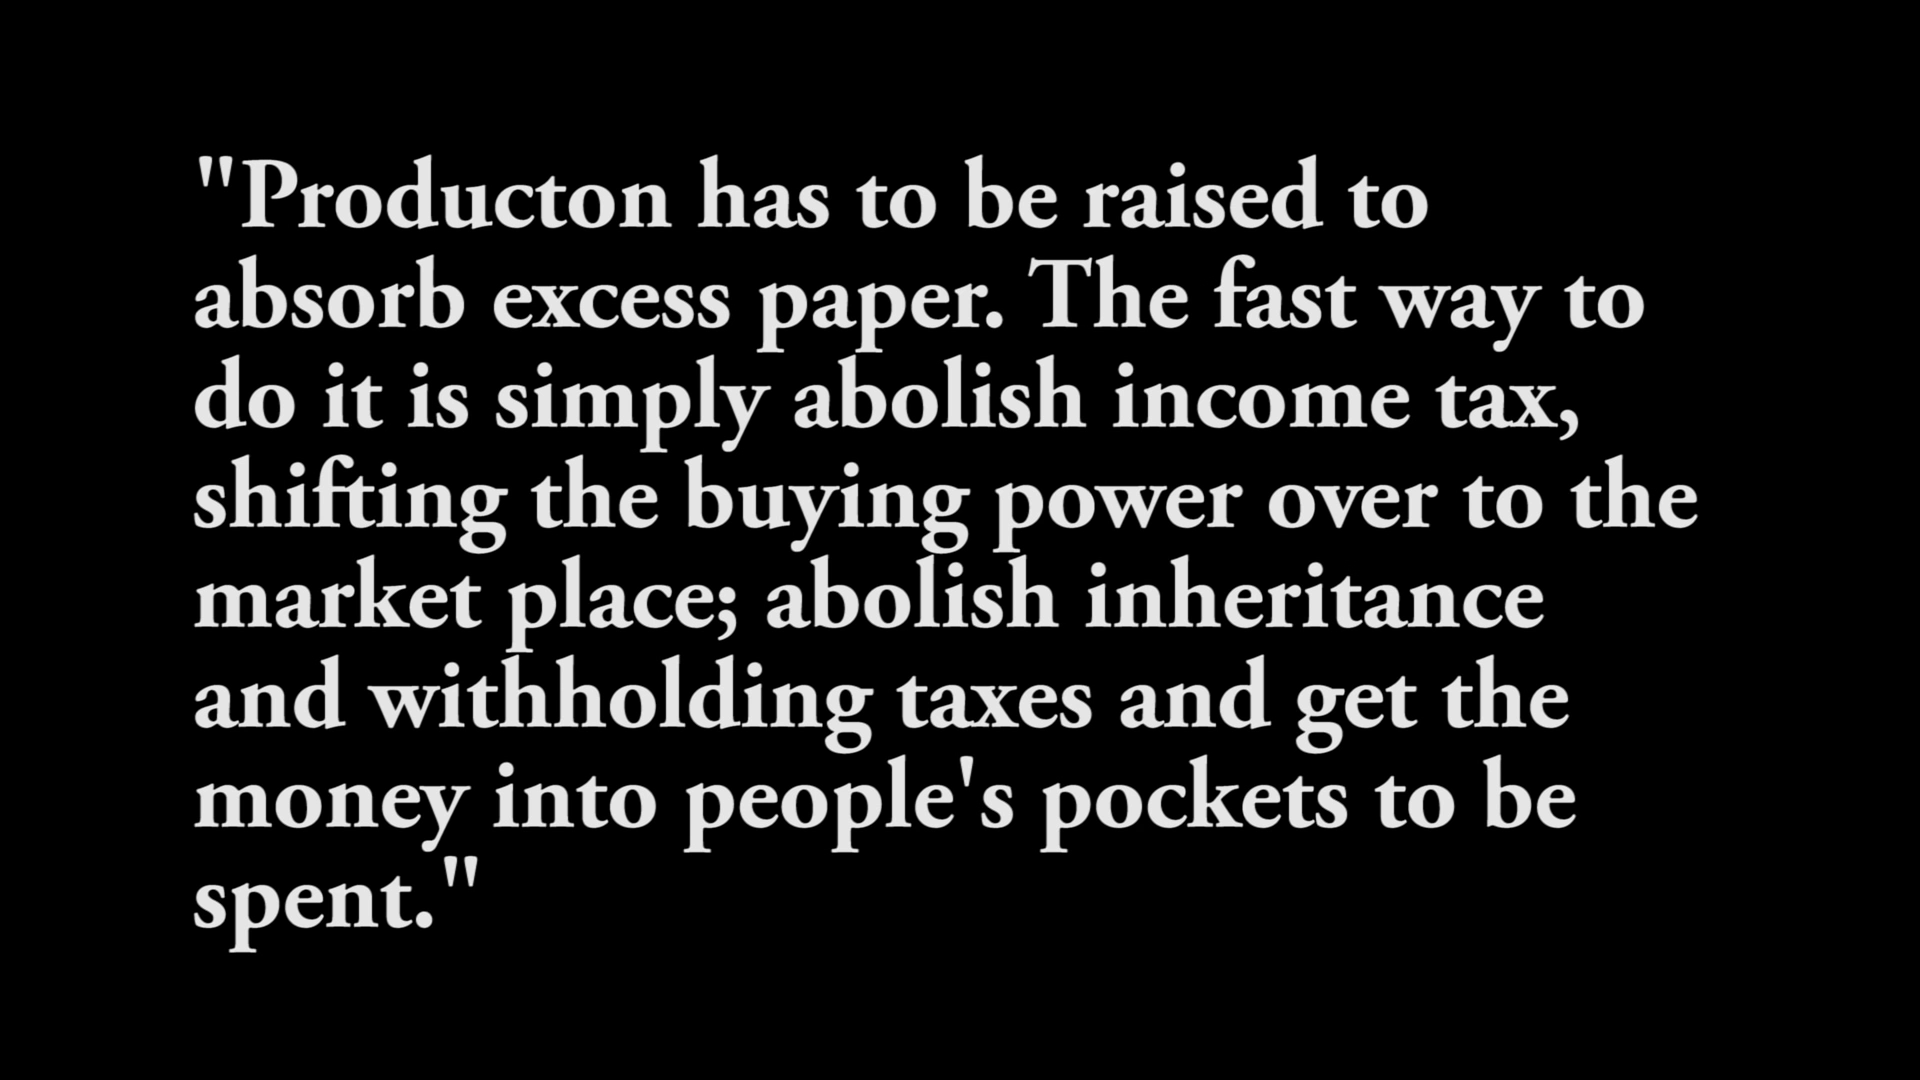 "Producton has to be raised to
absorb excess paper. The fast way to
do it is simply abolish income tax,
shifting the buying power over to the
market place; abolish inheritance
and withholding taxes and get the
money into people's pockets to be
spent."